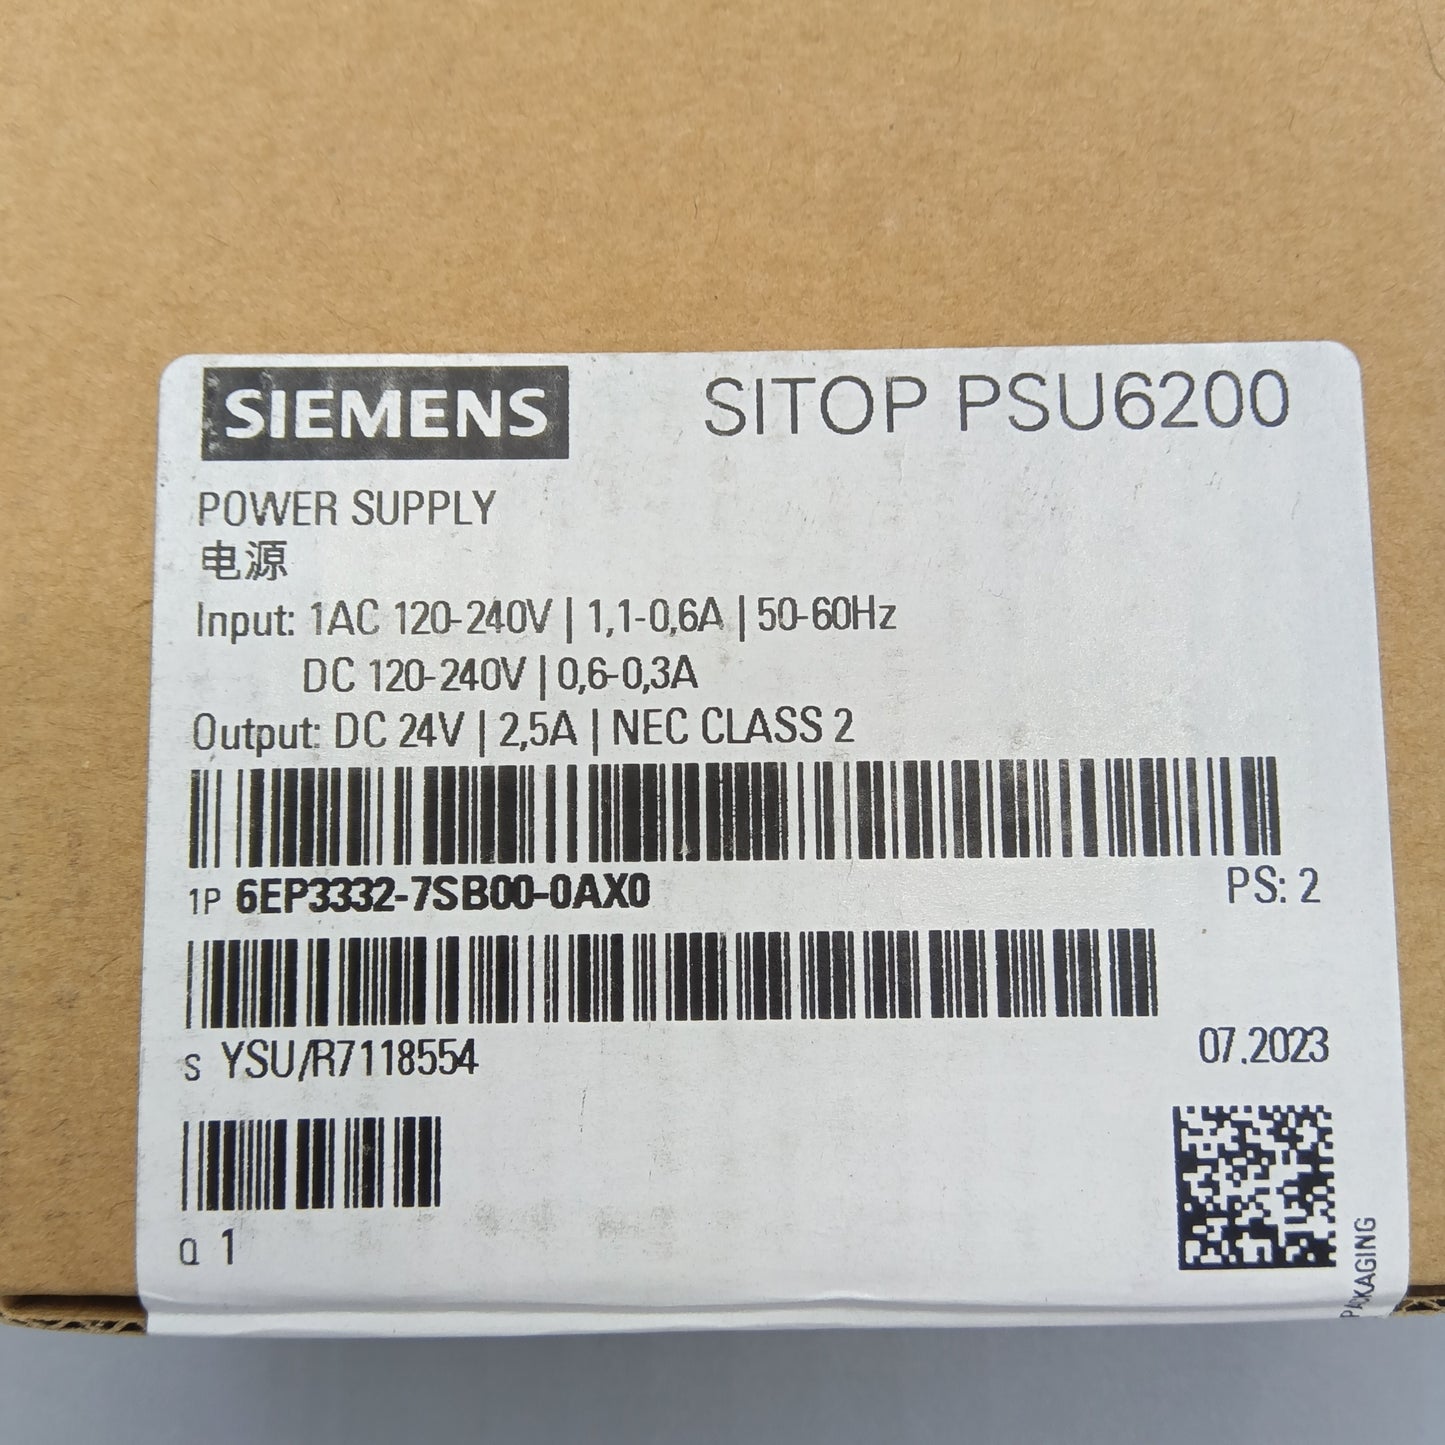 SIEMENS
SITOP PSU6200
POWER SUPPLY
电源
Input: 1AC 120-240V | 1,1-0,6A | 50-60Hz
DC 120-240V | 0,6-0,3A
Output: DC 24V | 2,5A | NEC CLASS 2
1P 6EP3332-7SB00-0AX0
PS: 2
S YSU/R7118554
07.2023
Q 1
PAKAGING